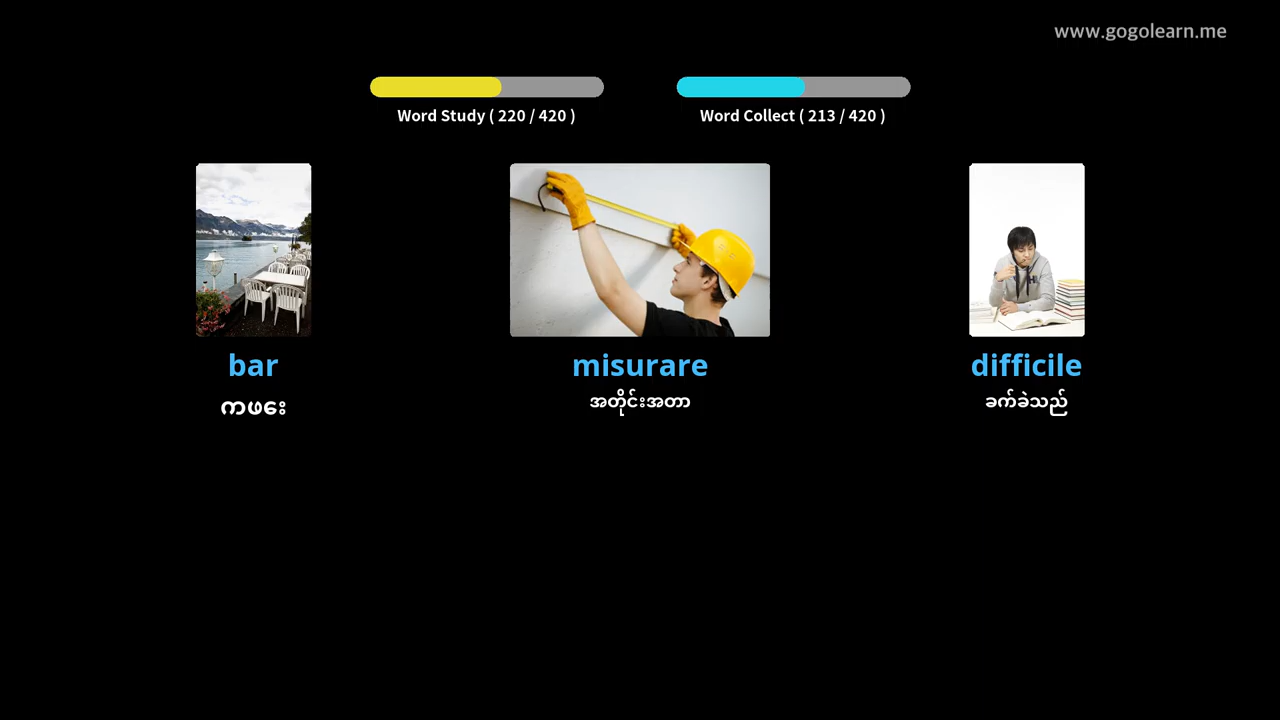 www.gogolearn.me
Word Study ( 220 / 420 )
Word Collect ( 213 / 420 )
bar
misurare
difficile
ကဖေး
အတိုင်းအတာ
ခက်ခဲသည်